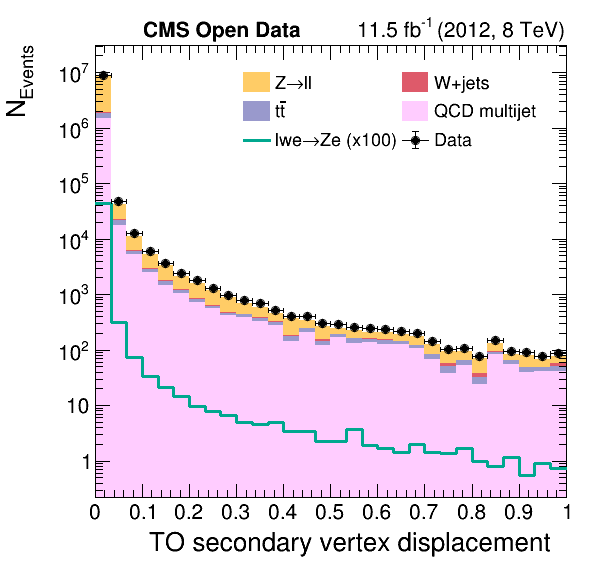 CMS Open Data 11.5 fb⁻¹ (2012, 8 TeV)
N_Events
Z→ll W+jets
tt̄ QCD multijet
lwe→Ze (x100) Data
10⁷
10⁶
10⁵
10⁴
10³
10²
10
1
0 0.1 0.2 0.3 0.4 0.5 0.6 0.7 0.8 0.9 1
TO secondary vertex displacement